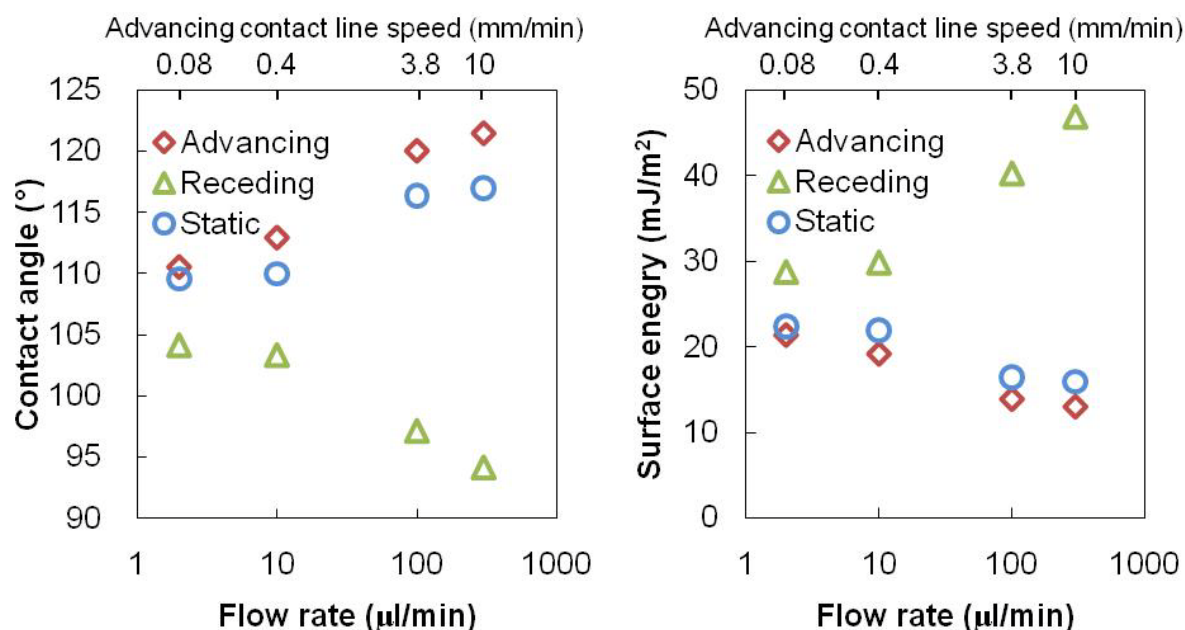 Advancing contact line speed (mm/min)
0.08 0.4 3.8 10
125
120
115
110
105
100
95
90
Contact angle (°)
Advancing
Receding
Static
1 10 100 1000
Flow rate (μl/min)
Advancing contact line speed (mm/min)
0.08 0.4 3.8 10
50
40
30
20
10
0
Surface enegry (mJ/m²)
Advancing
Receding
Static
1 10 100 1000
Flow rate (μl/min)